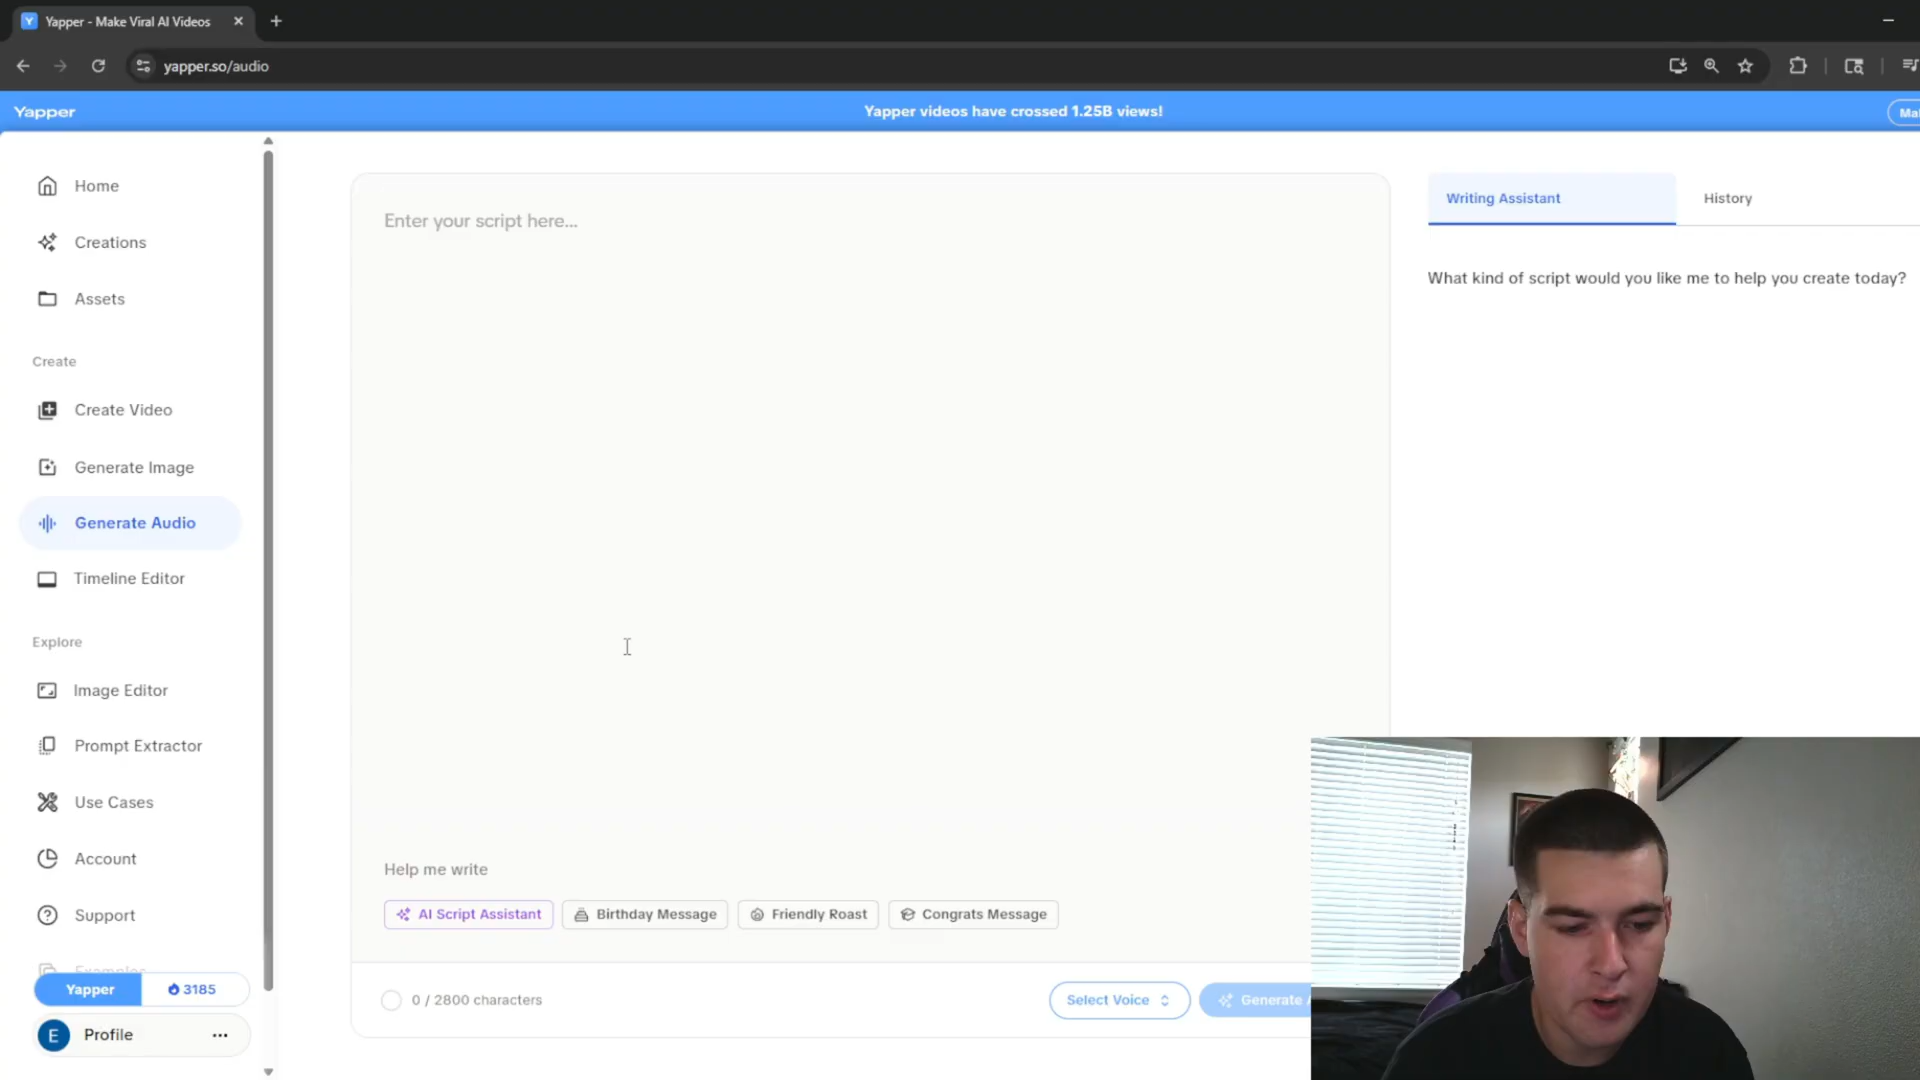 Yapper - Make Viral AI Videos
yapper.so/audio
Yapper
Yapper videos have crossed 1.25B views!
Home
Creations
Assets
Create
Create Video
Generate Image
Generate Audio
Timeline Editor
Explore
Image Editor
Prompt Extractor
Use Cases
Account
Support
Examples
Yapper
3185
E
Profile
Enter your script here...
Help me write
AI Script Assistant
Birthday Message
Friendly Roast
Congrats Message
0 / 2800 characters
Select Voice
Generate
Writing Assistant
History
What kind of script would you like me to help you create today?